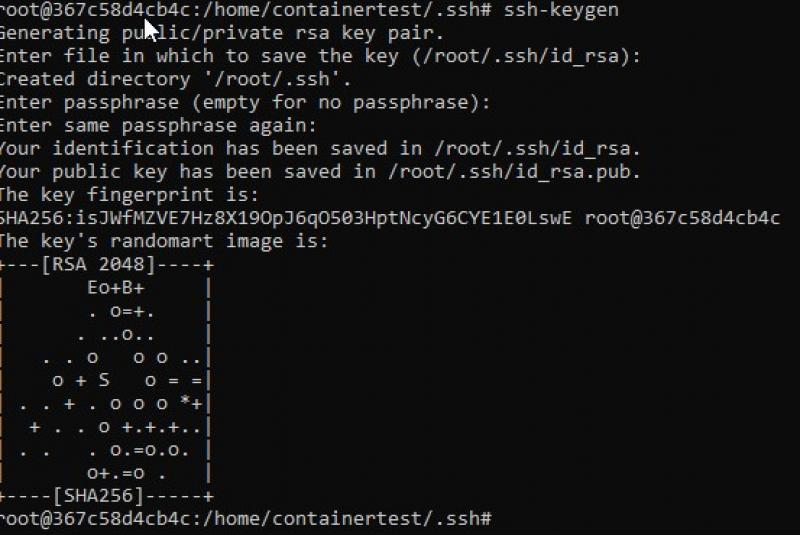 root@367c58d4cb4c:/home/containertest/.ssh# ssh-keygen
Generating public/private rsa key pair.
Enter file in which to save the key (/root/.ssh/id_rsa):
Created directory '/root/.ssh'.
Enter passphrase (empty for no passphrase):
Enter same passphrase again:
Your identification has been saved in /root/.ssh/id_rsa.
Your public key has been saved in /root/.ssh/id_rsa.pub.
The key fingerprint is:
SHA256:isJWfMZVE7Hz8X19OpJ6qO503HptNcyG6CYE1E0LswE root@367c58d4cb4c
The key's randomart image is:
+---[RSA 2048]----+
|       Eo+B+     |
|       . o=+.    |
|      . ..o..    |
|   . . o   o o ..|
|    o + S   o = =|
| . . + . o o o *+|
|  + . . o +.+.+..|
| . .   . o.=o.o. |
|       o+.=o .   |
+----[SHA256]-----+
root@367c58d4cb4c:/home/containertest/.ssh#